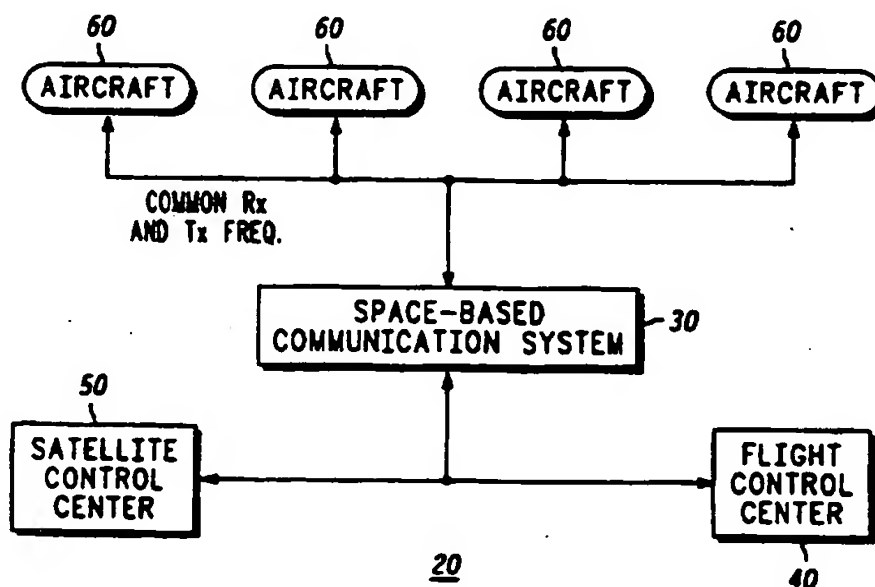 60 60 60 60
AIRCRAFT AIRCRAFT AIRCRAFT AIRCRAFT
COMMON Rx
AND Tx FREQ.
SPACE-BASED
COMMUNICATION SYSTEM
30
50
SATELLITE
CONTROL
CENTER
FLIGHT
CONTROL
CENTER
20
40